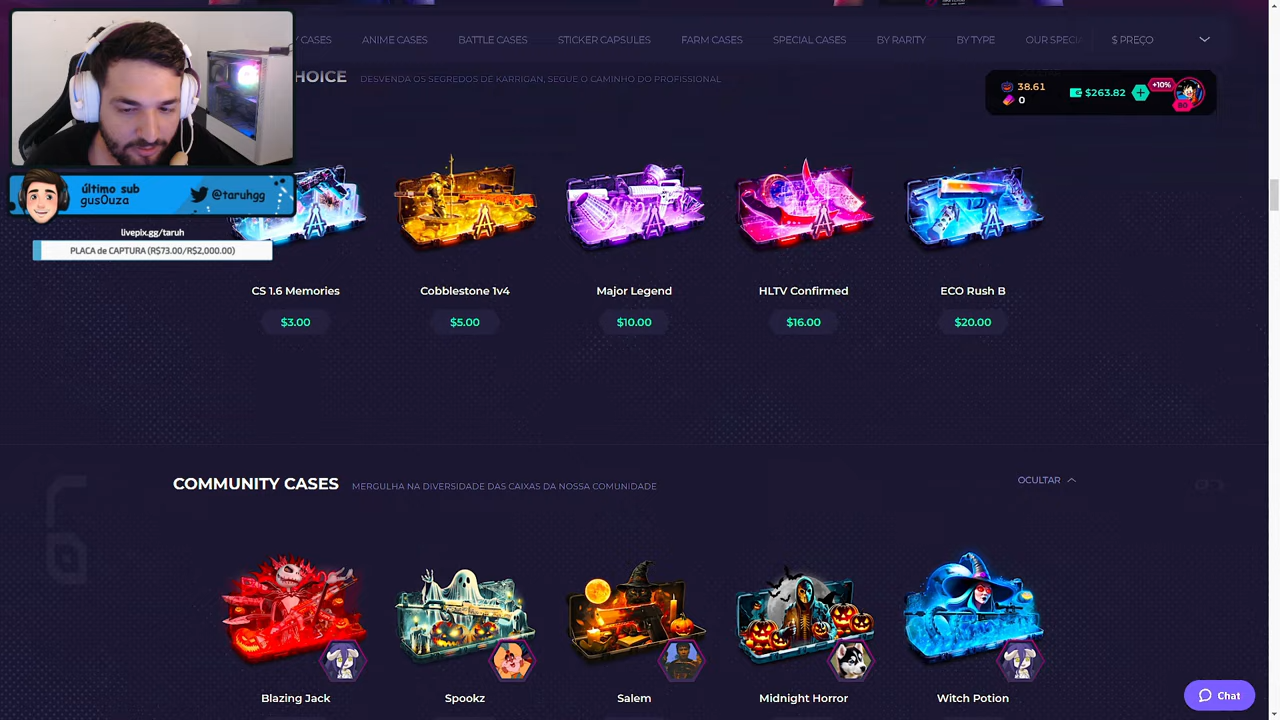 CASES
ANIME CASES
BATTLE CASES
STICKER CAPSULES
FARM CASES
SPECIAL CASES
BY RARITY
BY TYPE
OUR SPECIA
$ PREÇO
HOICE
DESVENDA OS SEGREDOS DE KARRIGAN, SEGUE O CAMINHO DO PROFISSIONAL
38.61
0
$263.82
+10%
80
último sub
gus0uza
@taruhgg
livepix.gg/taruh
PLACA de CAPTURA (R$73.00/R$2,000.00)
CS 1.6 Memories
Cobblestone 1v4
Major Legend
HLTV Confirmed
ECO Rush B
$3.00
$5.00
$10.00
$16.00
$20.00
COMMUNITY CASES
MERGULHA NA DIVERSIDADE DAS CAIXAS DA NOSSA COMUNIDADE
OCULTAR
Blazing Jack
Spookz
Salem
Midnight Horror
Witch Potion
Chat